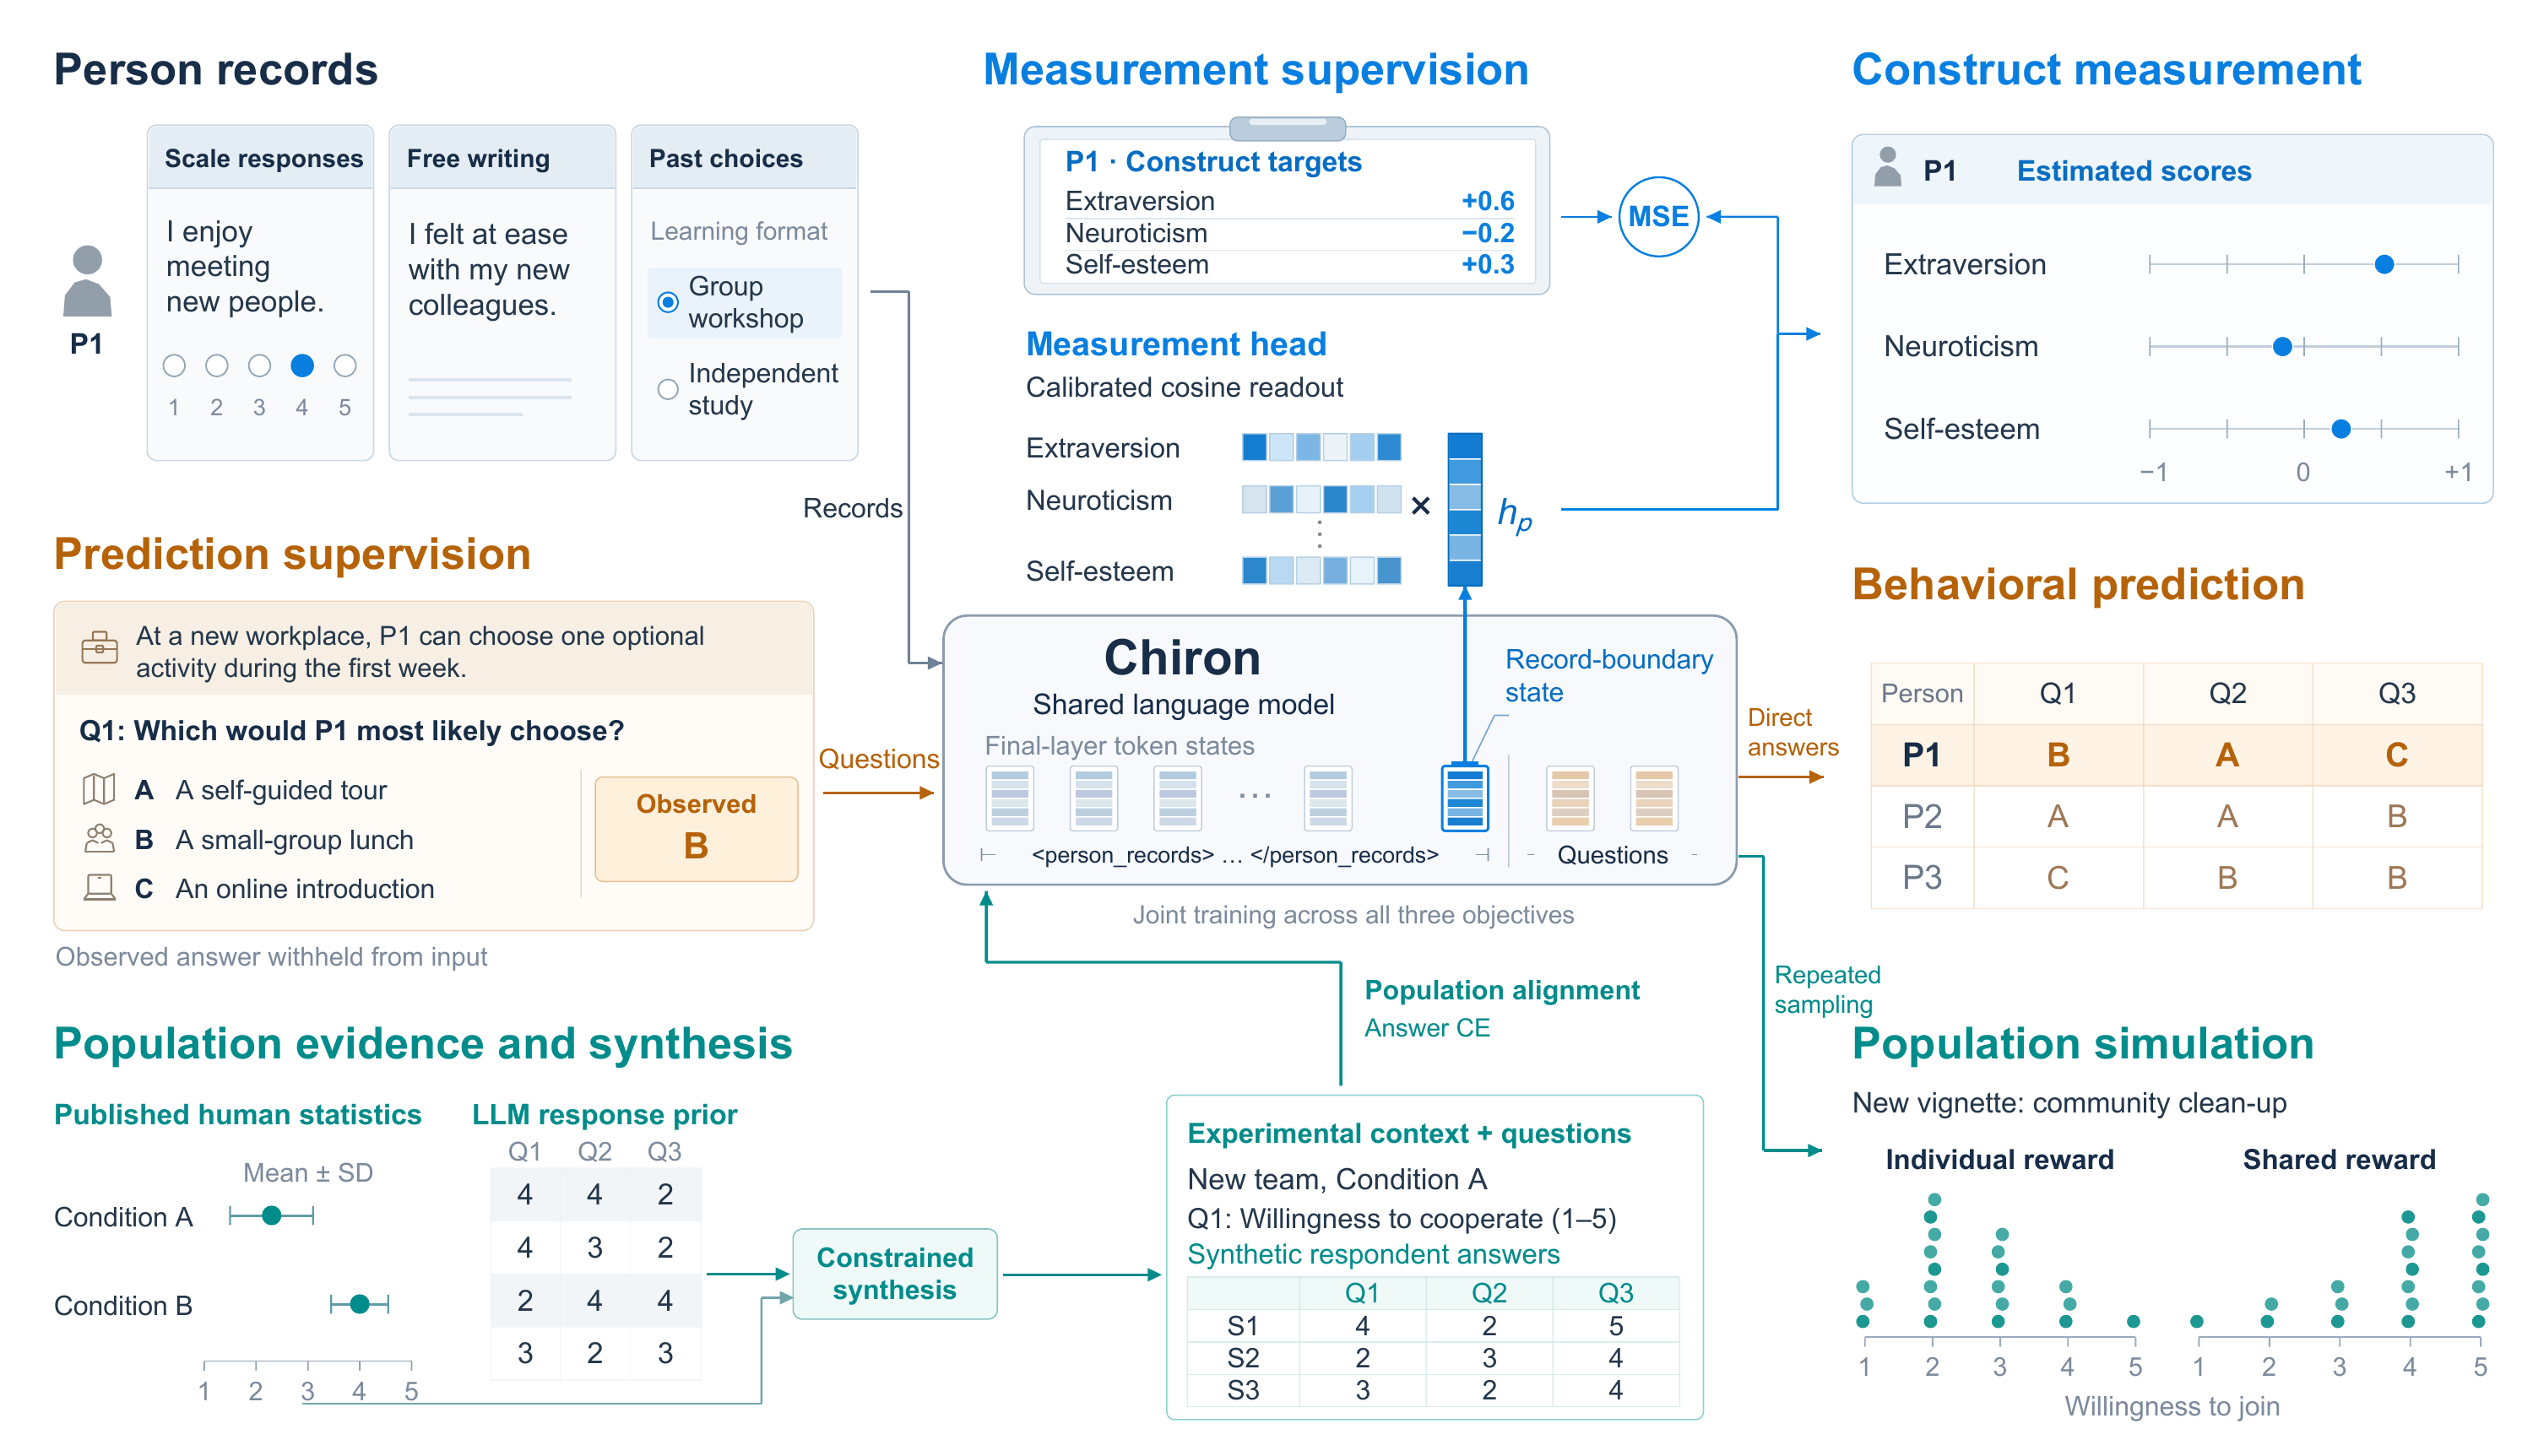 Person records
Scale responses
I enjoy
meeting
new people.
1 2 3 4 5
Free writing
I felt at ease
with my new
colleagues.
Past choices
Learning format
Group
workshop
Independent
study
P1
Records
Measurement supervision
P1 · Construct targets
Extraversion +0.6
Neuroticism −0.2
Self-esteem +0.3
MSE
Measurement head
Calibrated cosine readout
Extraversion
Neuroticism
×
⋮
Self-esteem
hp
Construct measurement
P1 Estimated scores
Extraversion
Neuroticism
Self-esteem
−1 0 +1
Prediction supervision
At a new workplace, P1 can choose one optional
activity during the first week.
Q1: Which would P1 most likely choose?
A A self-guided tour
B A small-group lunch
C An online introduction
Observed
B
Observed answer withheld from input
Questions
Chiron
Shared language model
Final-layer token states
Record-boundary
state
...
<person_records> ... </person_records>
Questions
Joint training across all three objectives
Direct
answers
Behavioral prediction
Person Q1 Q2 Q3
P1 B A C
P2 A A B
P3 C B B
Repeated
sampling
Population evidence and synthesis
Published human statistics
Mean ± SD
Condition A
Condition B
1 2 3 4 5
LLM response prior
Q1 Q2 Q3
4 4 2
4 3 2
2 4 4
3 2 3
Constrained
synthesis
Population alignment
Answer CE
Experimental context + questions
New team, Condition A
Q1: Willingness to cooperate (1–5)
Synthetic respondent answers
Q1 Q2 Q3
S1 4 2 5
S2 2 3 4
S3 3 2 4
Population simulation
New vignette: community clean-up
Individual reward
1 2 3 4 5
Shared reward
1 2 3 4 5
Willingness to join